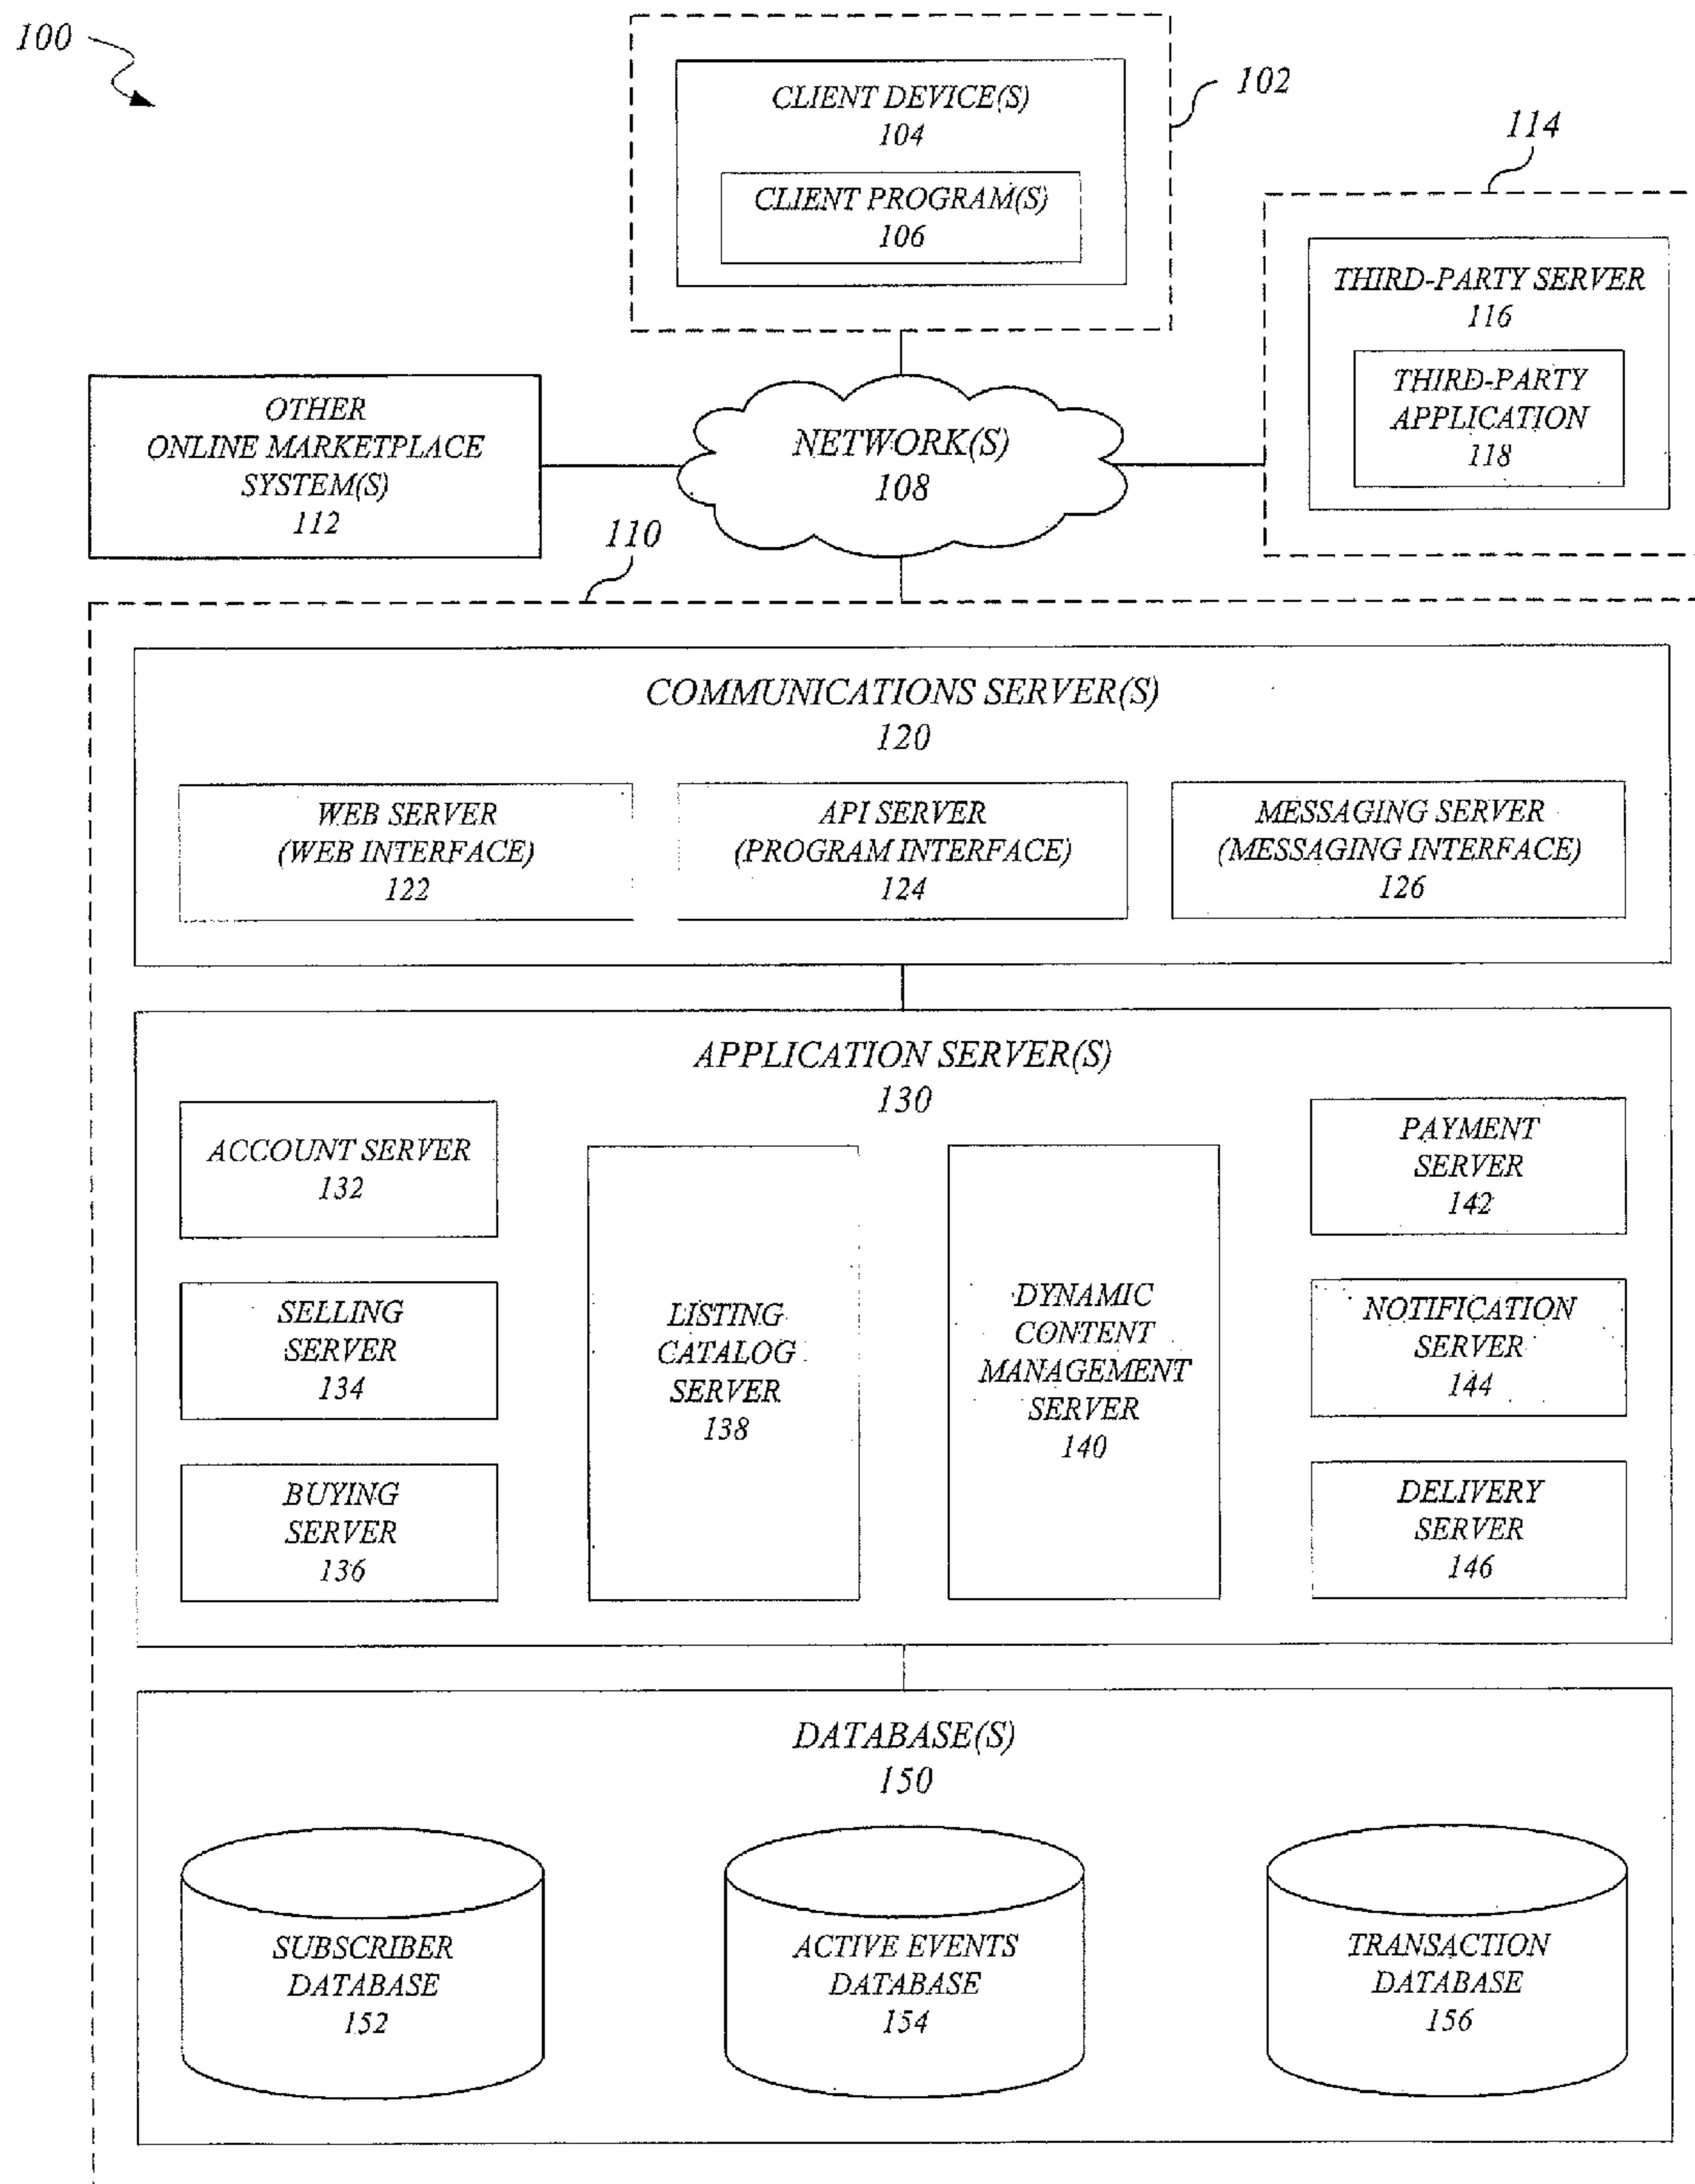 100
102
CLIENT DEVICE(S)
104
CLIENT PROGRAM(S)
106
114
THIRD-PARTY SERVER
116
THIRD-PARTY
APPLICATION
118
OTHER
ONLINE MARKETPLACE
SYSTEM(S)
112
NETWORK(S)
108
110
COMMUNICATIONS SERVER(S)
120
WEB SERVER
(WEB INTERFACE)
122
API SERVER
(PROGRAM INTERFACE)
124
MESSAGING SERVER
(MESSAGING INTERFACE)
126
APPLICATION SERVER(S)
130
ACCOUNT SERVER
132
SELLING
SERVER
134
BUYING
SERVER
136
LISTING
CATALOG
SERVER
138
DYNAMIC
CONTENT
MANAGEMENT
SERVER
140
PAYMENT
SERVER
142
NOTIFICATION
SERVER
144
DELIVERY
SERVER
146
DATABASE(S)
150
SUBSCRIBER
DATABASE
152
ACTIVE EVENTS
DATABASE
154
TRANSACTION
DATABASE
156